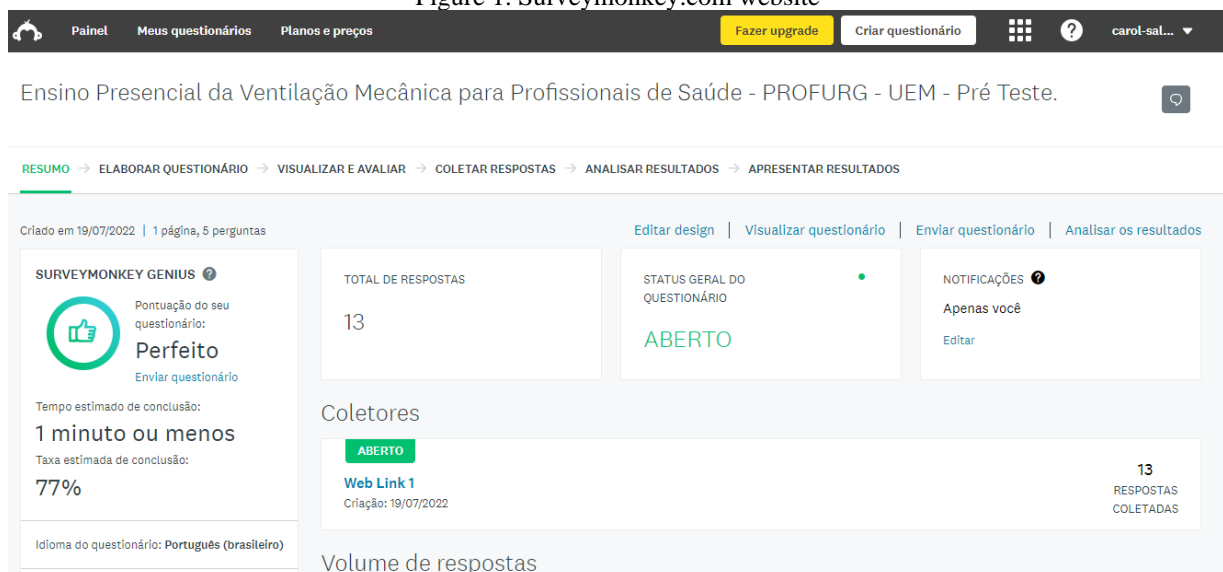 Figure 1. Surveymonkey.com website
Painel Meus questionários Planos e preços Fazer upgrade Criar questionário ? carol-sal...
Ensino Presencial da Ventilação Mecânica para Profissionais de Saúde - PROFURG - UEM - Pré Teste.
RESUMO → ELABORAR QUESTIONÁRIO → VISUALIZAR E AVALIAR → COLETAR RESPOSTAS → ANALISAR RESULTADOS → APRESENTAR RESULTADOS
Criado em 19/07/2022 | 1 página, 5 perguntas
Editar design | Visualizar questionário | Enviar questionário | Analisar os resultados
SURVEYMONKEY GENIUS ?
Pontuação do seu
questionário:
Perfeito
Enviar questionário
Tempo estimado de conclusão:
1 minuto ou menos
Taxa estimada de conclusão:
77%
Idioma do questionário: Português (brasileiro)
TOTAL DE RESPOSTAS
13
STATUS GERAL DO
QUESTIONÁRIO
ABERTO
NOTIFICAÇÕES ?
Apenas você
Editar
Coletores
ABERTO
Web Link 1
Criação: 19/07/2022
13
RESPOSTAS
COLETADAS
Volume de respostas